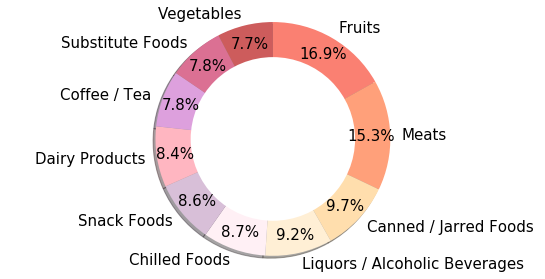 Vegetables
7.7%
Fruits
16.9%
Substitute Foods
7.8%
Coffee / Tea
7.8%
Meats
15.3%
Dairy Products
8.4%
Snack Foods
8.6%
Canned / Jarred Foods
9.7%
Chilled Foods
8.7%
Liquors / Alcoholic Beverages
9.2%